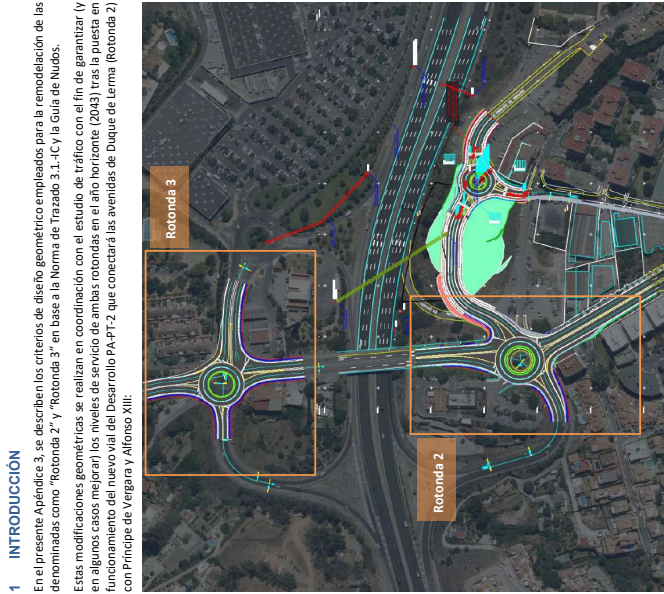 1 INTRODUCCIÓN
En el presente Apéndice 3, se describen los criterios de diseño geométrico empleados para la remodelación de las
denominadas como “Rotonda 2” y “Rotonda 3” en base a la Norma de Trazado 3.1.-IC y la Guía de Nudos.
Estas modificaciones geométricas se realizan en coordinación con el estudio de tráfico con el fin de garantizar (y
en algunos casos mejorar) los niveles de servicio de ambas rotondas en el año horizonte (2043) tras la puesta en
funcionamiento del nuevo vial del Desarrollo PA-PT-2 que conectará las avenidas de Duque de Lerma (Rotonda 2)
con Príncipe de Vergara y Alfonso XIII:
Rotonda 3
Rotonda 2